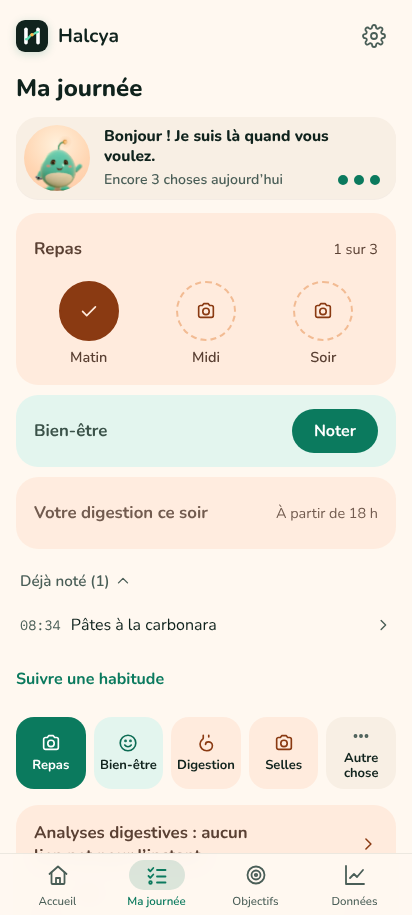 Halcya
Ma journée
Bonjour ! Je suis là quand vous
voulez.
Encore 3 choses aujourd'hui
Repas
1 sur 3
Matin
Midi
Soir
Bien-être
Noter
Votre digestion ce soir
À partir de 18 h
Déjà noté (1)
08:34 Pâtes à la carbonara
Suivre une habitude
Repas
Bien-être
Digestion
Selles
Autre
chose
Analyses digestives : aucun
Accueil
Ma journée
Objectifs
Données